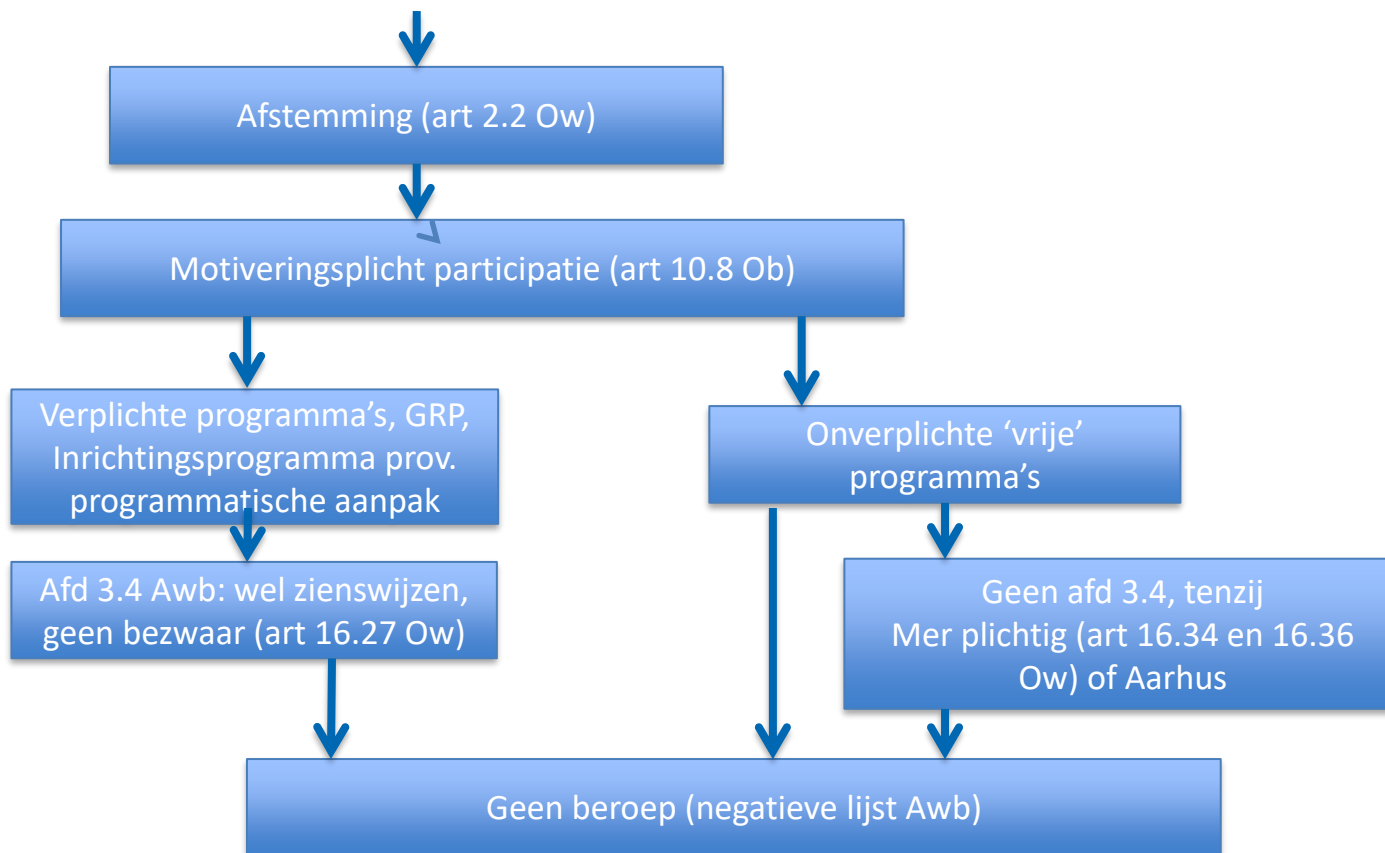 Afstemming (art 2.2 Ow)
Motiveringsplicht participatie (art 10.8 Ob)
Verplichte programma’s, GRP,
Inrichtingsprogramma prov.
programmatische aanpak
Onverplichte ‘vrije’
programma’s
Afd 3.4 Awb: wel zienswijzen,
geen bezwaar (art 16.27 Ow)
Geen afd 3.4, tenzij
Mer plichtig (art 16.34 en 16.36
Ow) of Aarhus
Geen beroep (negatieve lijst Awb)